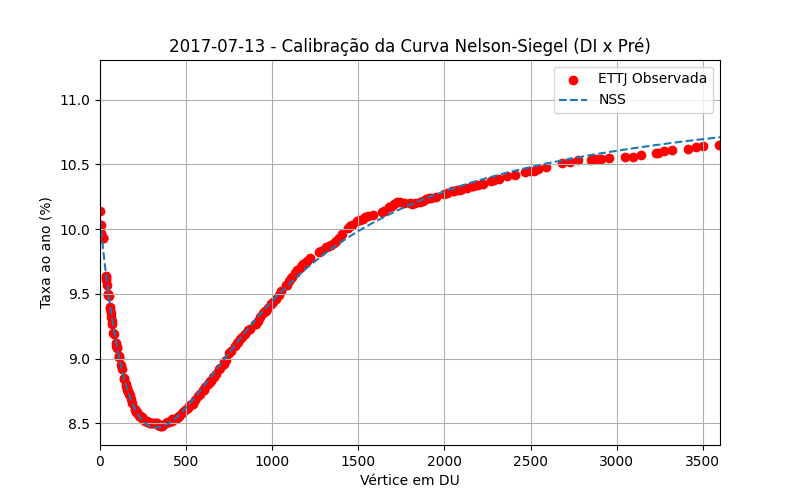 2017-07-13 - Calibração da Curva Nelson-Siegel (DI x Pré)
ETTJ Observada
NSS
Taxa ao ano (%)
11.0
10.5
10.0
9.5
9.0
8.5
0 500 1000 1500 2000 2500 3000 3500
Vértice em DU